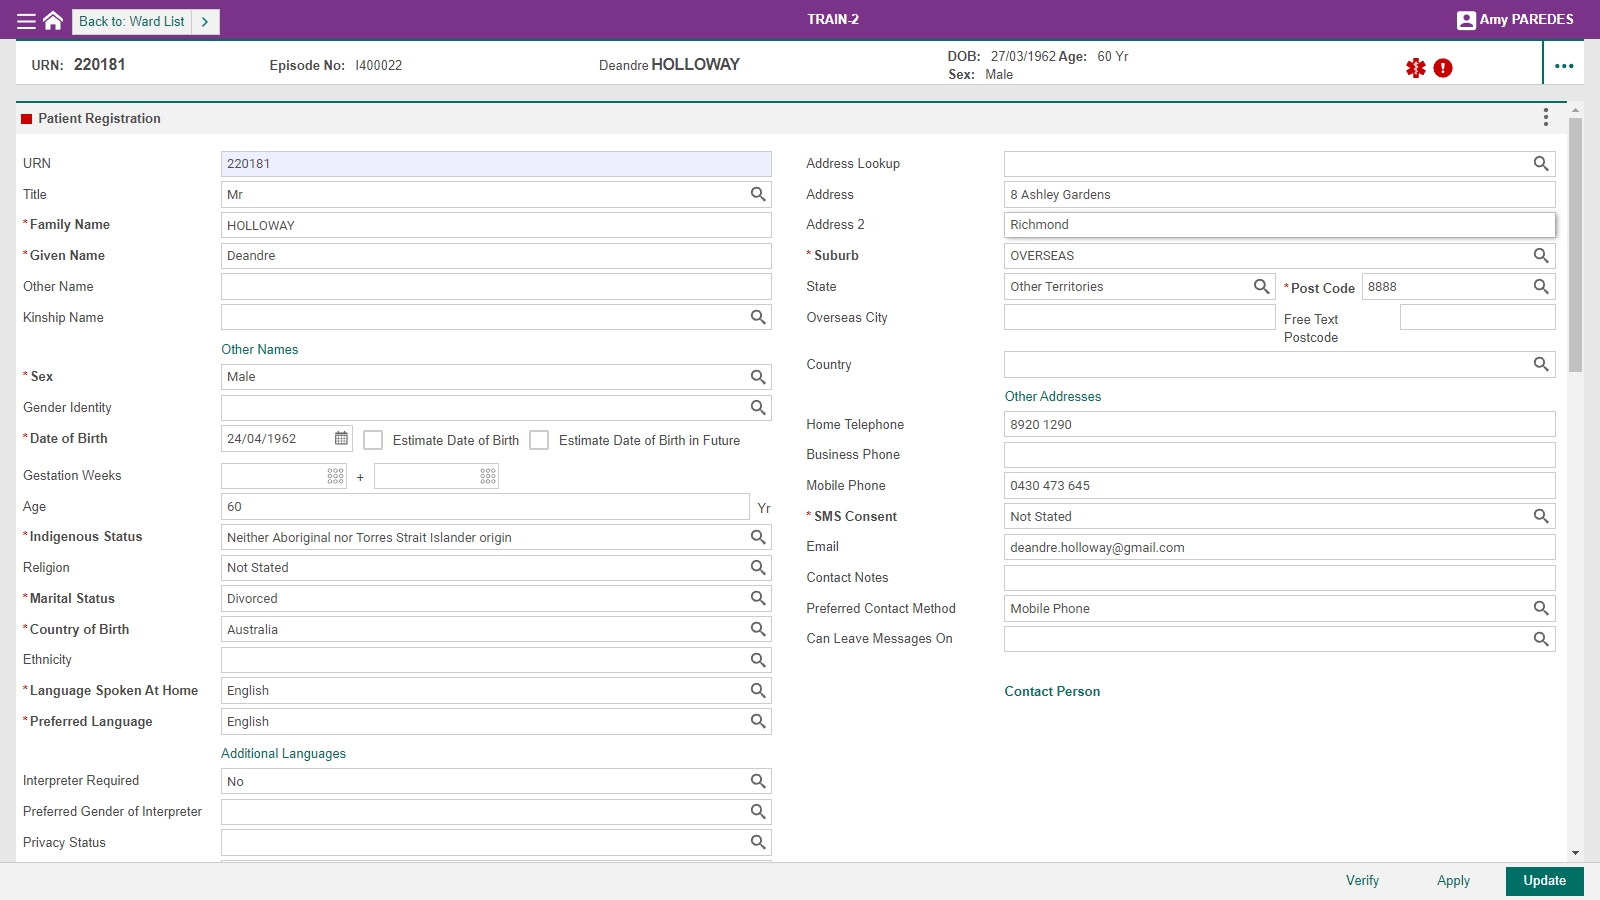 Back to: Ward List
TRAIN-2
Amy PAREDES
URN: 220181
Episode No: I400022
Deandre HOLLOWAY
DOB: 27/03/1962 Age: 60 Yr
Sex: Male
Patient Registration
URN 220181
Title Mr
* Family Name HOLLOWAY
* Given Name Deandre
Other Name
Kinship Name
Other Names
* Sex Male
Gender Identity
* Date of Birth 24/04/1962 Estimate Date of Birth Estimate Date of Birth in Future
Gestation Weeks +
Age 60 Yr
* Indigenous Status Neither Aboriginal nor Torres Strait Islander origin
Religion Not Stated
* Marital Status Divorced
* Country of Birth Australia
Ethnicity
* Language Spoken At Home English
* Preferred Language English
Additional Languages
Interpreter Required No
Preferred Gender of Interpreter
Privacy Status
Address Lookup
Address 8 Ashley Gardens
Address 2 Richmond
* Suburb OVERSEAS
State Other Territories * Post Code 8888
Overseas City Free Text
Postcode
Country
Other Addresses
Home Telephone 8920 1290
Business Phone
Mobile Phone 0430 473 645
* SMS Consent Not Stated
Email deandre.holloway@gmail.com
Contact Notes
Preferred Contact Method Mobile Phone
Can Leave Messages On
Contact Person
Verify
Apply
Update